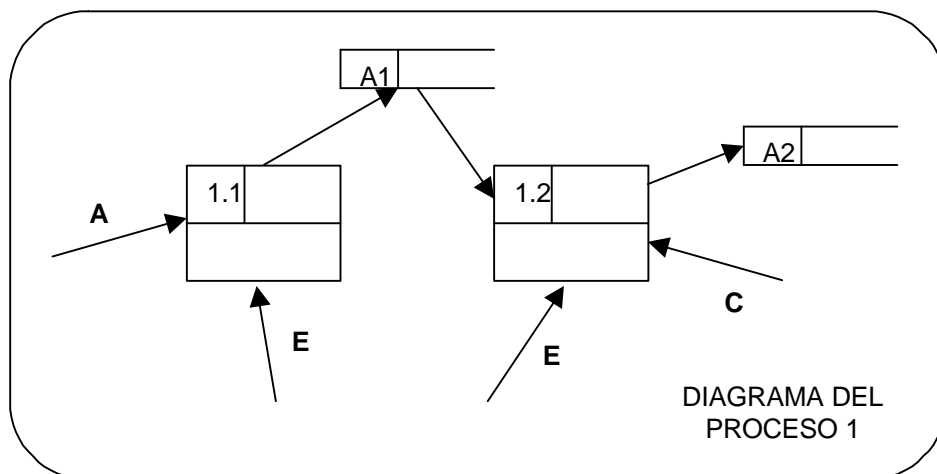 A1
A2
1.1
1.2
A
C
E
E
DIAGRAMA DEL
PROCESO 1